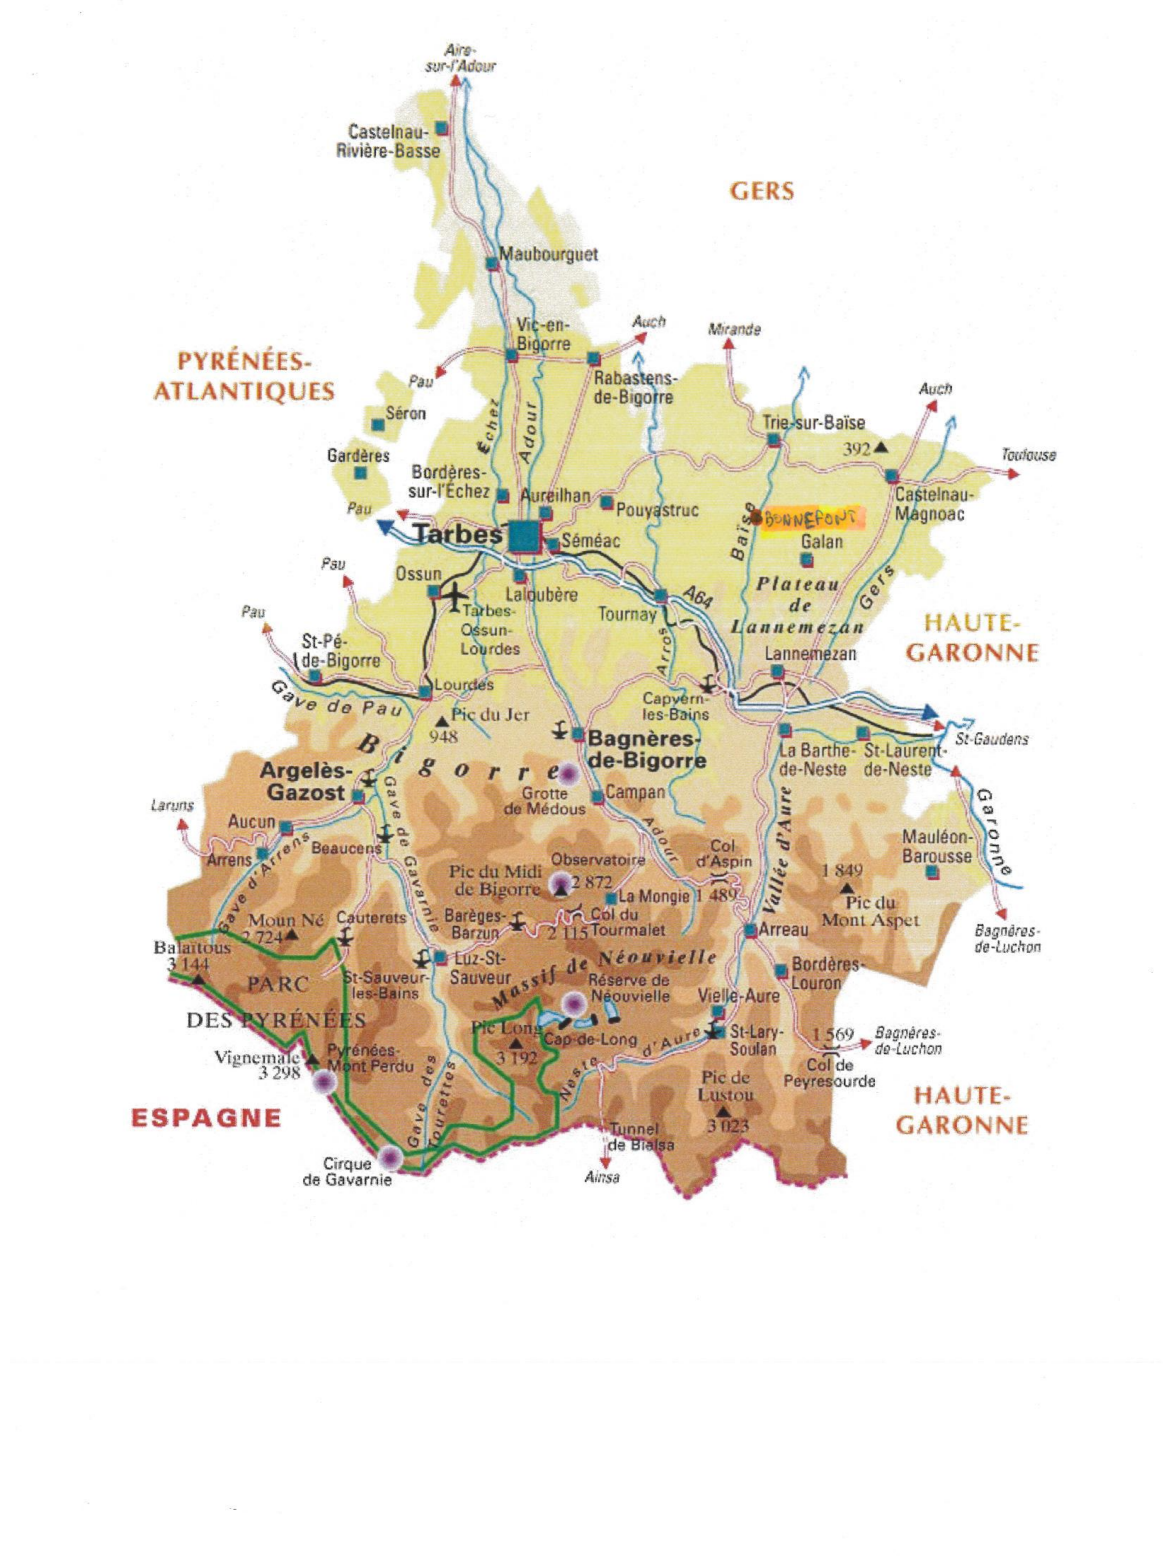 Aire-
sur-l'Adour
Castelnau-
Rivière-Basse
GERS
Maubourguet
Vic-en-
Bigorre
Auch
Mirande
PYRÉNÉES-
ATLANTIQUES
Pau
Rabastens-
de-Bigorre
Auch
Séron
Échez
Adour
Trie-sur-Baïse
392
Toulouse
Gardères
Bordères-
sur-l'Échez
Aureilhan
Pouyastruc
Castelnau-
Magnoac
Pau
Baïse
BONNEFONT
Tarbes
Séméac
Galan
Pau
Ossun
Laloubère
Tournay
A64
Plateau
de
Lannemezan
Gers
Tarbes-
Ossun-
Lourdes
Pau
HAUTE-
GARONNE
St-Pé-
de-Bigorre
Arros
Lannemezan
Lourdes
Gave de Pau
Capvern-
les-Bains
Pic du Jer
948
St-Gaudens
Bigorre
Bagnères-
de-Bigorre
La Barthe-
de-Neste
St-Laurent-
de-Neste
Argelès-
Gazost
Grotte
de Médous
Campan
Garonne
Laruns
Aucun
Gave de Gavarnie
Adour
Vallée d'Aure
Arrens
Gave d'Arrens
Beaucens
Mauléon-
Barousse
Col
d'Aspin
1 489
Observatoire
Pic du Midi
de Bigorre
2 872
1 849
Pic du
Mont Aspet
La Mongie
Moun Né
2 724
Cauterets
Barèges-
Barzun
Col du
Tourmalet
2 115
Arreau
Bagnères-
de-Luchon
Balaïtous
3 144
Luz-St-
Sauveur
Massif de Néouvielle
Bordères-
Louron
PARC
DES PYRÉNÉES
St-Sauveur-
les-Bains
Réserve de
Néouvielle
Vielle-Aure
Pic Long
3 192
Cap-de-Long
St-Lary-
Soulan
1 569
Bagnères-
de-Luchon
Vignemale
3 298
Pyrénées-
Mont Perdu
Neste d'Aure
Col de
Peyresourde
Gave des
Tourettes
Pic de
Lustou
3 023
ESPAGNE
HAUTE-
GARONNE
Tunnel
de Bielsa
Cirque
de Gavarnie
Ainsa